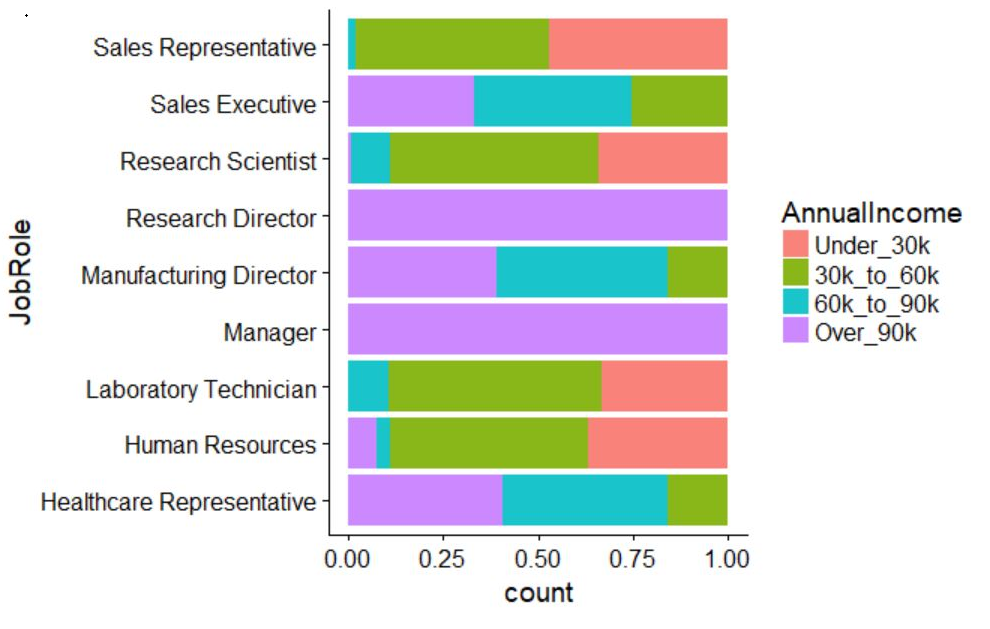 Sales Representative
Sales Executive
Research Scientist
Research Director
Manufacturing Director
Manager
Laboratory Technician
Human Resources
Healthcare Representative
JobRole
0.00 0.25 0.50 0.75 1.00
count
AnnualIncome
Under_30k
30k_to_60k
60k_to_90k
Over_90k